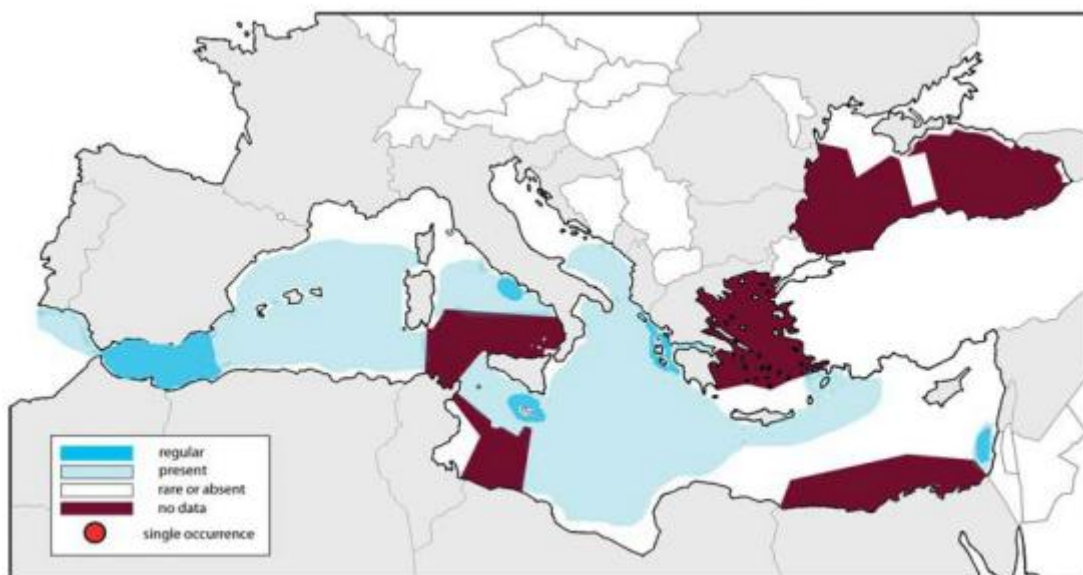 regular
present
rare or absent
no data
single occurrence